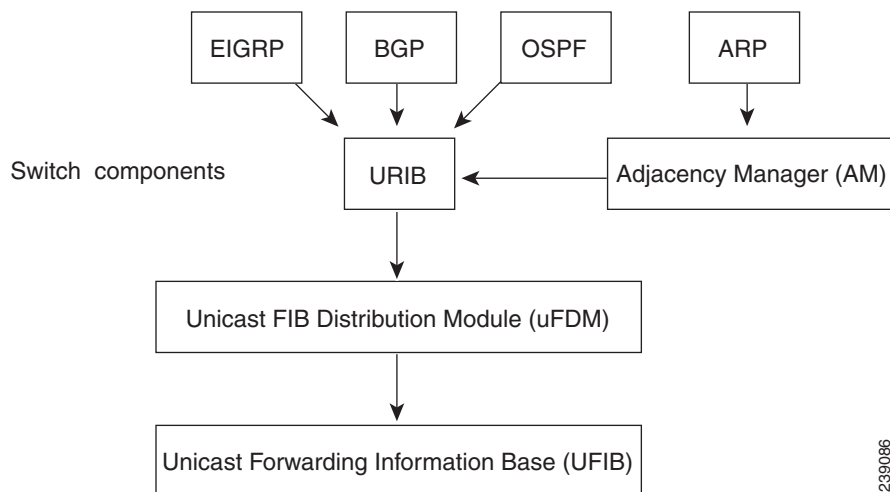 EIGRP
BGP
OSPF
ARP
Switch components
URIB
Adjacency Manager (AM)
Unicast FIB Distribution Module (uFDM)
Unicast Forwarding Information Base (UFIB)
239086